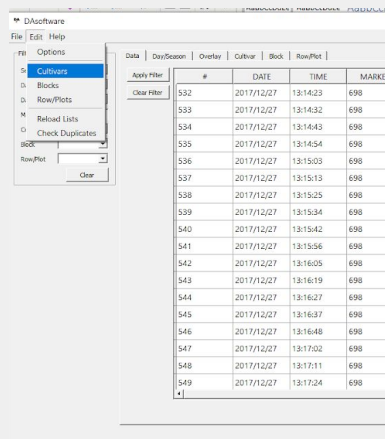 DAsoftware
File Edit Help
Options
Cultivars
Blocks
Row/Plots
Reload Lists
Check Duplicates
Block
Row/Plot
Clear
Data Day/Season Overlay Cultivar Block Row/Plot
Apply Filter
Clear Filter
# DATE TIME MARKE
532 2017/12/27 13:14:23 698
533 2017/12/27 13:14:32 698
534 2017/12/27 13:14:43 698
535 2017/12/27 13:14:54 698
536 2017/12/27 13:15:03 698
537 2017/12/27 13:15:13 698
538 2017/12/27 13:15:25 698
539 2017/12/27 13:15:34 698
540 2017/12/27 13:15:42 698
541 2017/12/27 13:15:56 698
542 2017/12/27 13:16:05 698
543 2017/12/27 13:16:19 698
544 2017/12/27 13:16:27 698
545 2017/12/27 13:16:37 698
546 2017/12/27 13:16:48 698
547 2017/12/27 13:17:02 698
548 2017/12/27 13:17:11 698
549 2017/12/27 13:17:24 698